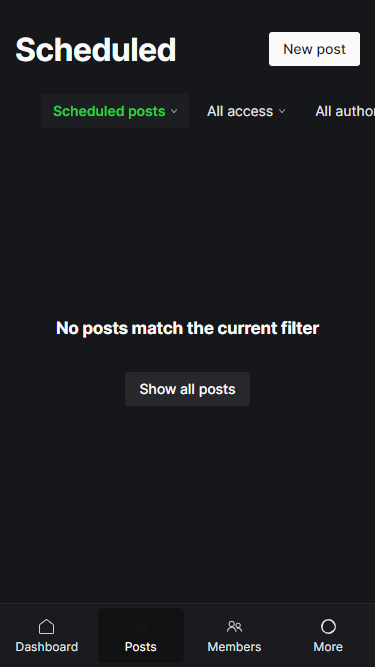 Scheduled
New post
Scheduled posts
All access
All author
No posts match the current filter
Show all posts
Dashboard
Posts
Members
More